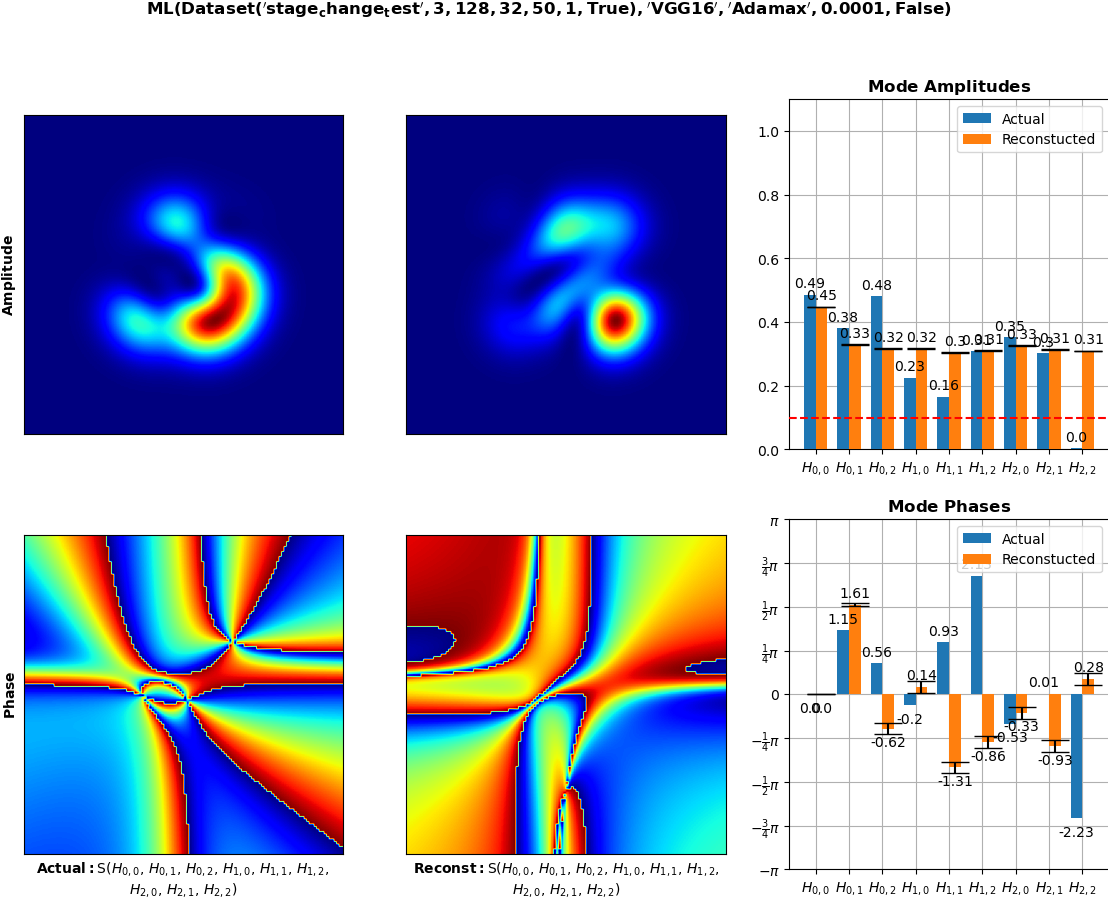 ML(Dataset('stage_change_test', 3, 128, 32, 50, 1, True), 'VGG16', 'Adamax', 0.0001, False)
Amplitude
Mode Amplitudes
Actual
Reconstucted
1.0
0.8
0.6
0.4
0.2
0.0
0.49
0.45
0.38
0.33
0.48
0.32
0.23
0.32
0.16
0.3
0.31
0.31
0.35
0.33
0.3
0.31
0.0
0.31
H0,0 H0,1 H0,2 H1,0 H1,1 H1,2 H2,0 H2,1 H2,2
Phase
Mode Phases
Actual
Reconstucted
π
3/4π
1/2π
1/4π
0
−1/4π
−1/2π
−3/4π
−π
0.0
0.0
1.15
1.61
0.56
-0.62
-0.2
0.14
0.93
-1.31
-0.86
-0.53
-0.33
0.01
-0.93
-2.23
0.28
H0,0 H0,1 H0,2 H1,0 H1,1 H1,2 H2,0 H2,1 H2,2
Actual: S(H0,0, H0,1, H0,2, H1,0, H1,1, H1,2,
H2,0, H2,1, H2,2)
Reconst: S(H0,0, H0,1, H0,2, H1,0, H1,1, H1,2,
H2,0, H2,1, H2,2)